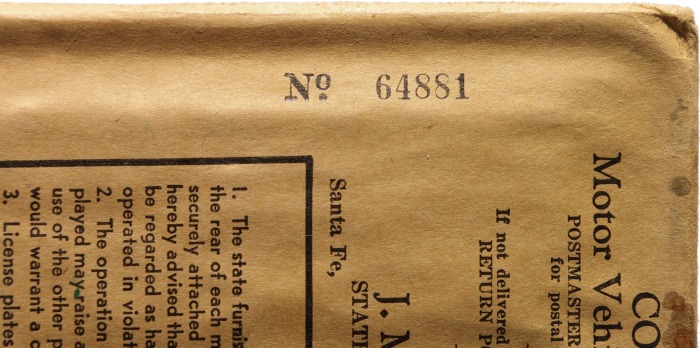 Nº 64881
CO
Motor Veh
POSTMASTER
for postal
If not delivered
RETURN P
J. M
STATE
Santa Fe,
1. The state furnis
the rear of each m
securely attached
hereby advised tha
be regarded as ha
operated in violat
2. The operation
played may raise a
use of the other p
would warrant a c
3. License plates